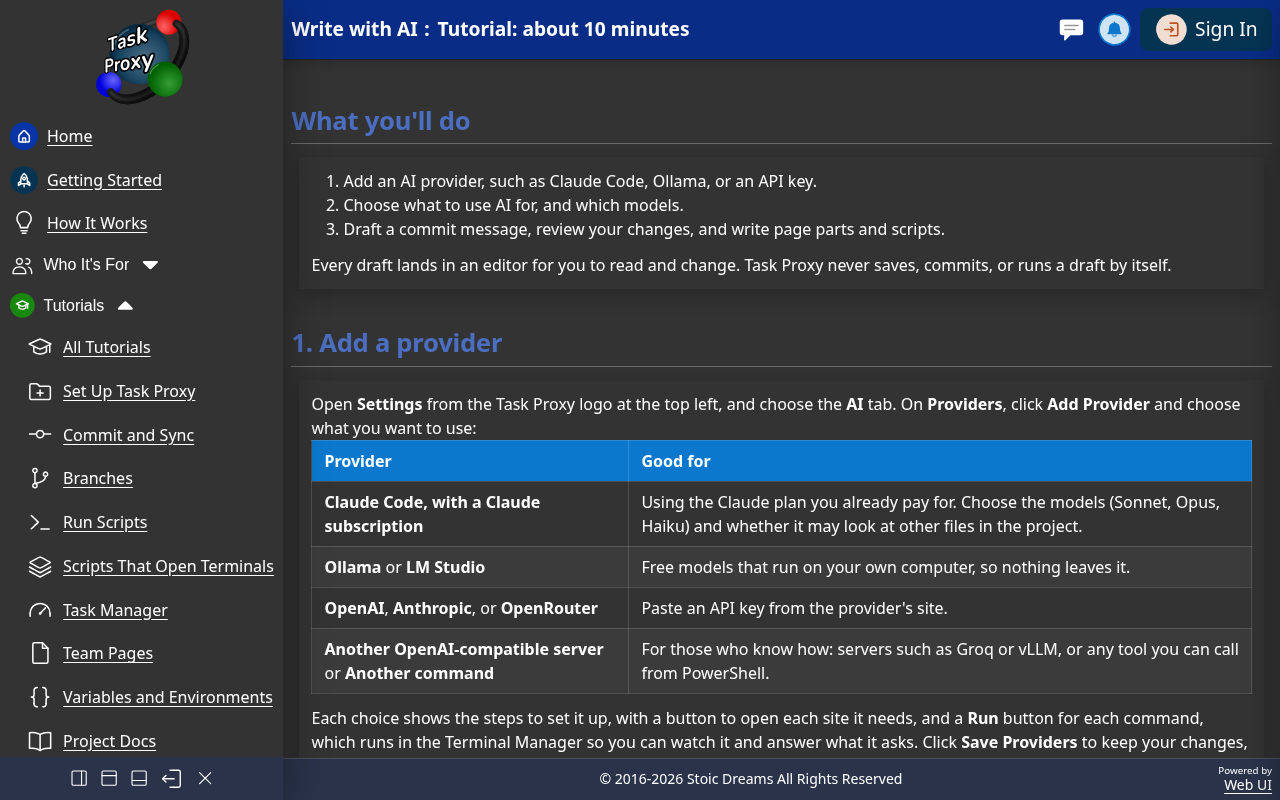 Task
Proxy
Home
Getting Started
How It Works
Who It's For
Tutorials
All Tutorials
Set Up Task Proxy
Commit and Sync
Branches
Run Scripts
Scripts That Open Terminals
Task Manager
Team Pages
Variables and Environments
Project Docs
Write with AI : Tutorial: about 10 minutes
Sign In
What you'll do
1. Add an AI provider, such as Claude Code, Ollama, or an API key.
2. Choose what to use AI for, and which models.
3. Draft a commit message, review your changes, and write page parts and scripts.
Every draft lands in an editor for you to read and change. Task Proxy never saves, commits, or runs a draft by itself.
1. Add a provider
Open Settings from the Task Proxy logo at the top left, and choose the AI tab. On Providers, click Add Provider and choose
what you want to use:
Provider
Good for
Claude Code, with a Claude
subscription
Using the Claude plan you already pay for. Choose the models (Sonnet, Opus,
Haiku) and whether it may look at other files in the project.
Ollama or LM Studio
Free models that run on your own computer, so nothing leaves it.
OpenAI, Anthropic, or OpenRouter
Paste an API key from the provider's site.
Another OpenAI-compatible server
or Another command
For those who know how: servers such as Groq or vLLM, or any tool you can call
from PowerShell.
Each choice shows the steps to set it up, with a button to open each site it needs, and a Run button for each command,
which runs in the Terminal Manager so you can watch it and answer what it asks. Click Save Providers to keep your changes,
© 2016-2026 Stoic Dreams All Rights Reserved
Powered by
Web UI